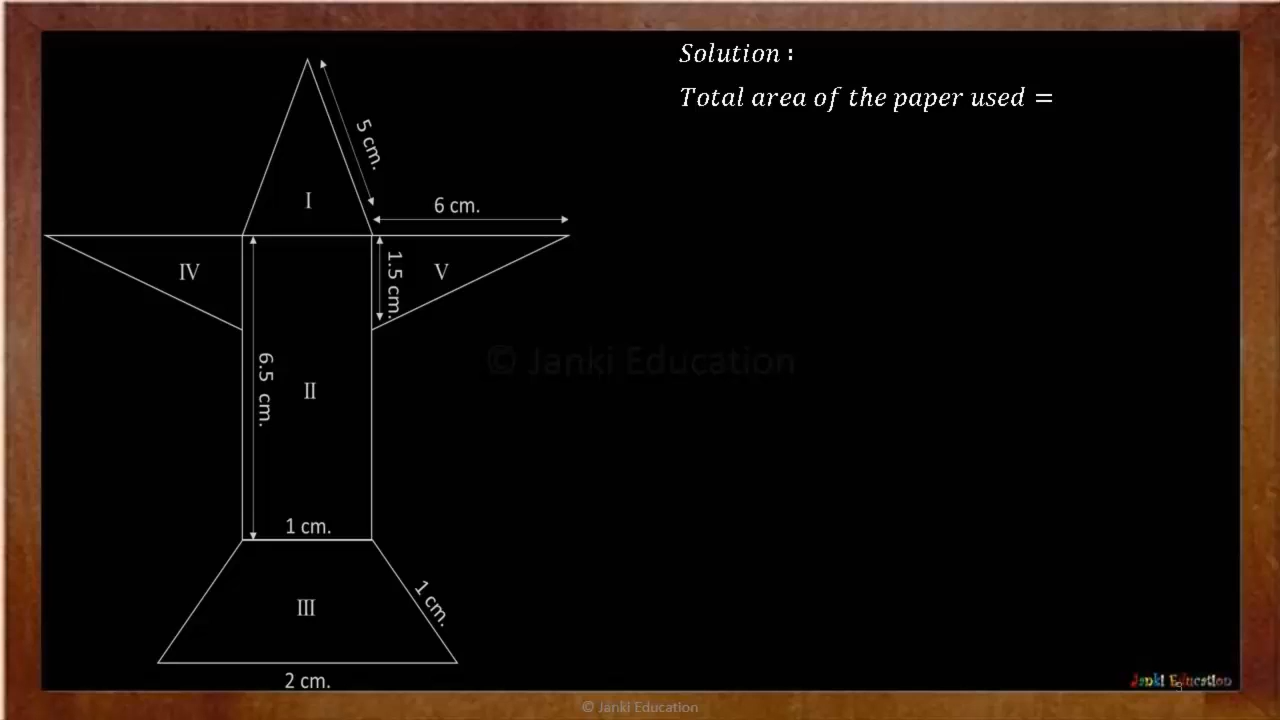 Solution :
Total area of the paper used =
5 cm.
I
6 cm.
IV
1.5 cm.
V
6.5 cm.
II
1 cm.
III
1 cm.
2 cm.
© Janki Education
Janki Education
© Janki Education